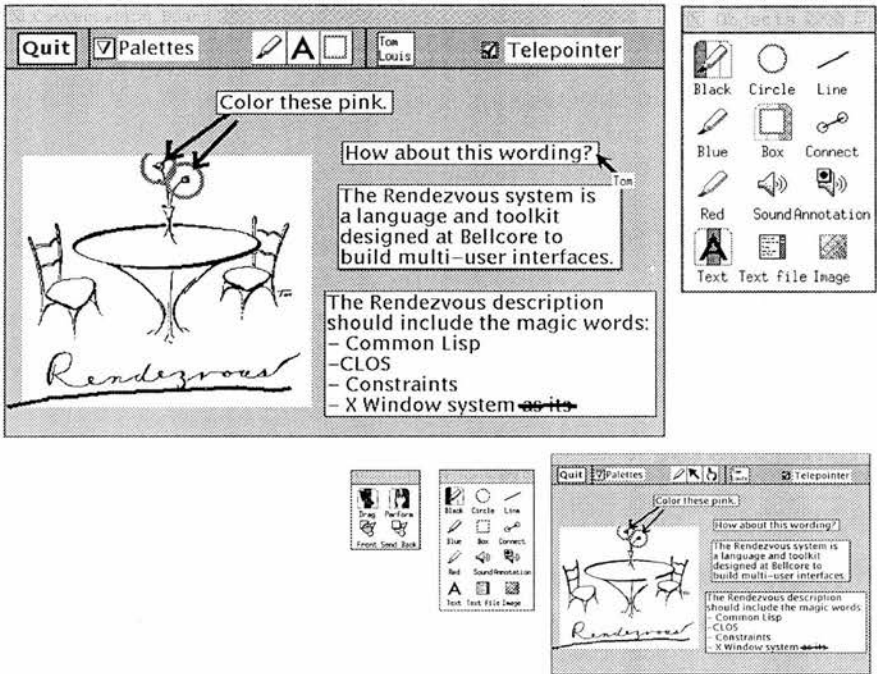 Conversation Board
Quit Palettes A Tom Louis Telepointer
Color these pink.
How about this wording?
Tom
The Rendezvous system is
a language and toolkit
designed at Bellcore to
build multi-user interfaces.
Tom
Rendezvous
The Rendezvous description
should include the magic words:
- Common Lisp
-CLOS
- Constraints
- X Window system as its
Objects
Black Circle Line
Blue Box Connect
Red Sound Annotation
A
Text Text file Image
Drag Perform
Front Send Back
Black Circle Line
Blue Box Connect
Red Sound Annotation
A
Text Text File Image
Quit Palettes Telepointer
Color these pink.
How about this wording?
The Rendezvous system is
a language and toolkit
designed at Bellcore to
build multi-user interfaces
Rendezvous
The Rendezvous description
should include the magic words
- Common Lisp
-CLOS
- Constraints
- X Window system as its